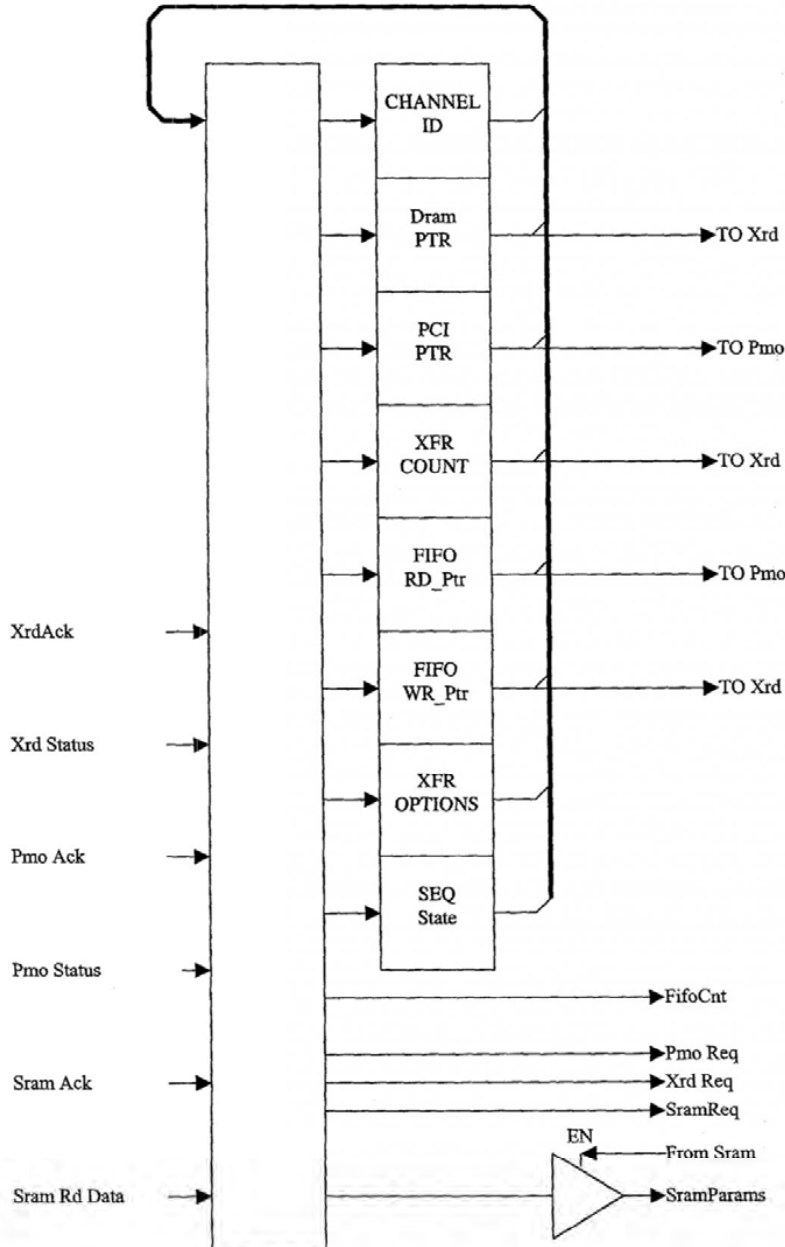 CHANNEL
ID
Dram
PTR
TO Xrd
PCI
PTR
TO Pmo
XFR
COUNT
TO Xrd
FIFO
RD_Ptr
TO Pmo
XrdAck
FIFO
WR_Ptr
TO Xrd
Xrd Status
XFR
OPTIONS
Pmo Ack
SEQ
State
Pmo Status
FifoCnt
Pmo Req
Sram Ack
Xrd Req
SramReq
EN
From Sram
Sram Rd Data
SramParams